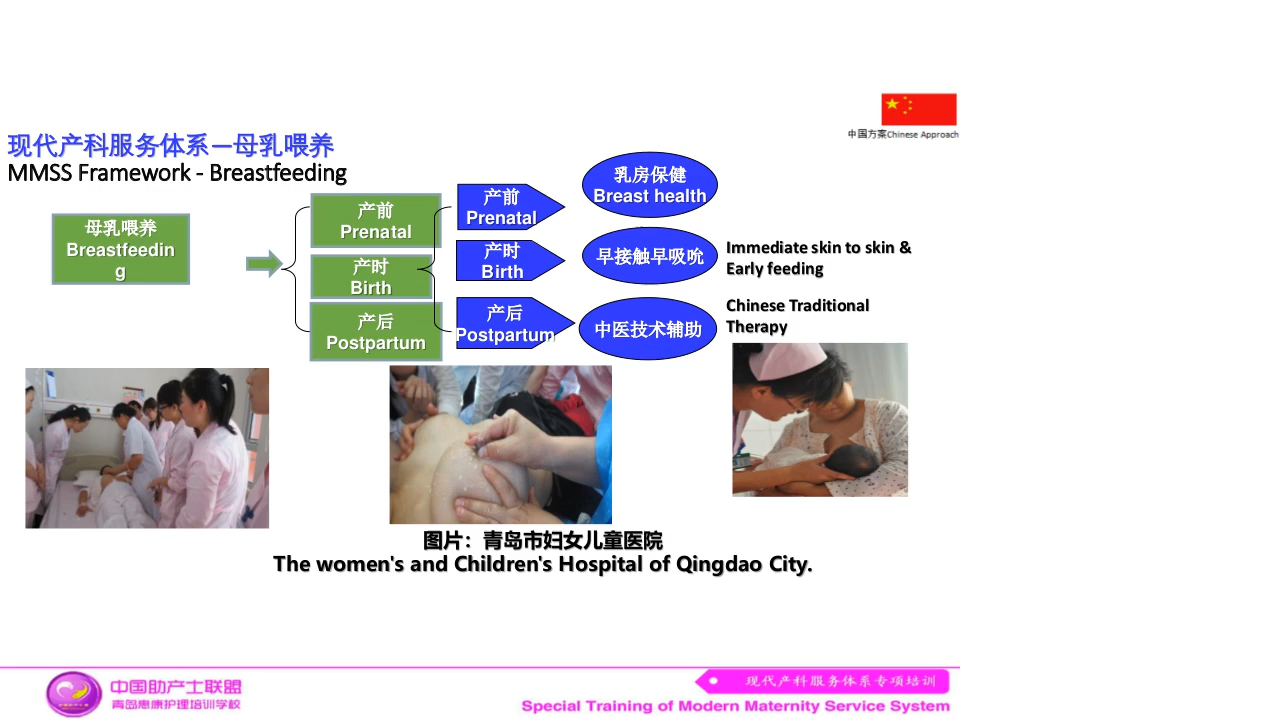 中国方案Chinese Approach
现代产科服务体系—母乳喂养
MMSS Framework - Breastfeeding
母乳喂养
Breastfeedin
g
产前
Prenatal
产时
Birth
产后
Postpartum
产前
Prenatal
产时
Birth
产后
Postpartum
乳房保健
Breast health
早接触早吸吮
中医技术辅助
Immediate skin to skin &
Early feeding
Chinese Traditional
Therapy
图片：青岛市妇女儿童医院
The women's and Children's Hospital of Qingdao City.
中国助产士联盟
青岛惠康护理培训学校
现代产科服务体系专项培训
Special Training of Modern Maternity Service System